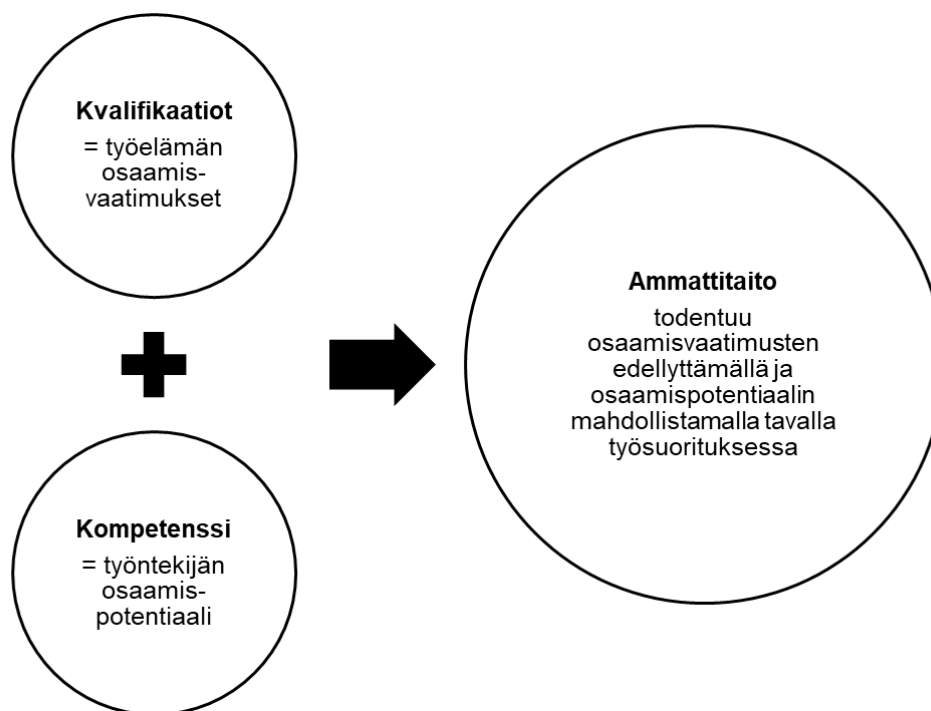 Kvalifikaatiot
= työelämän
osaamis-
vaatimukset
Kompetenssi
= työntekijän
osaamis-
potentiaali
Ammattitaito
todentuu
osaamisvaatimusten
edellyttämällä ja
osaamispotentiaalin
mahdollistamalla tavalla
työsuorituksessa